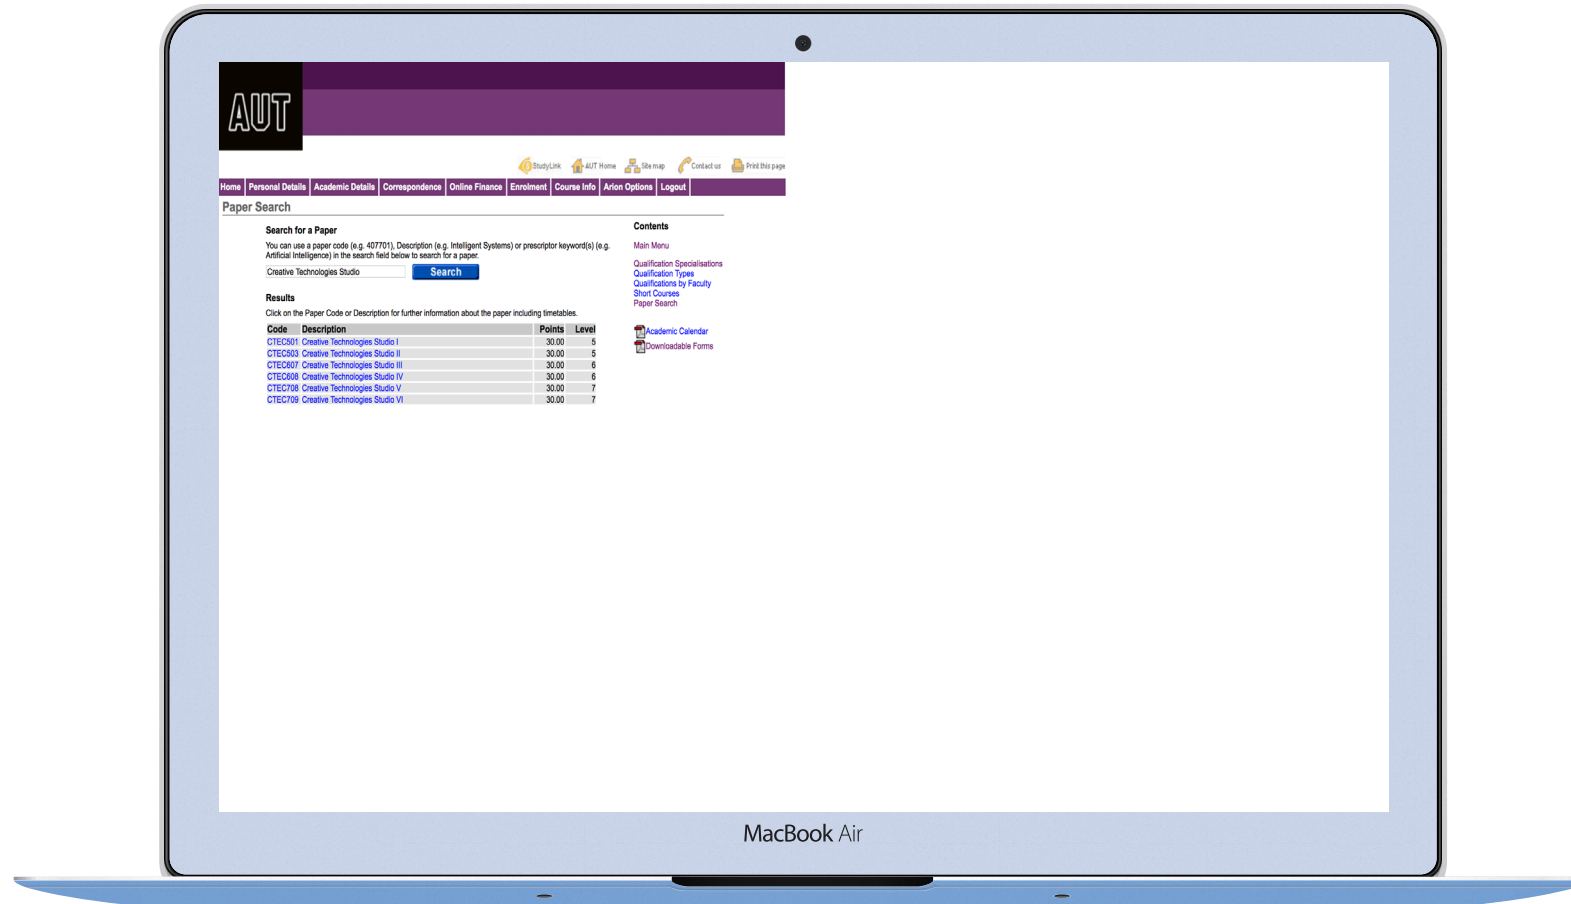 AUT
StudyLink AUT Home Site map Contact us Print this page
Home Personal Details Academic Details Correspondence Online Finance Enrolment Course Info Arion Options Logout
Paper Search
Search for a Paper
You can use a paper code (e.g. 407701), Description (e.g. Intelligent Systems) or prescriptor keyword(s) (e.g.
Artificial Intelligence) in the search field below to search for a paper.
Creative Technologies Studio Search
Results
Click on the Paper Code or Description for further information about the paper including timetables.
Code Description Points Level
CTEC501 Creative Technologies Studio I 30.00 5
CTEC503 Creative Technologies Studio II 30.00 5
CTEC607 Creative Technologies Studio III 30.00 6
CTEC608 Creative Technologies Studio IV 30.00 6
CTEC708 Creative Technologies Studio V 30.00 7
CTEC709 Creative Technologies Studio VI 30.00 7
Contents
Main Menu
Qualification Specialisations
Qualification Types
Qualifications by Faculty
Short Courses
Paper Search
Academic Calendar
Downloadable Forms
MacBook Air